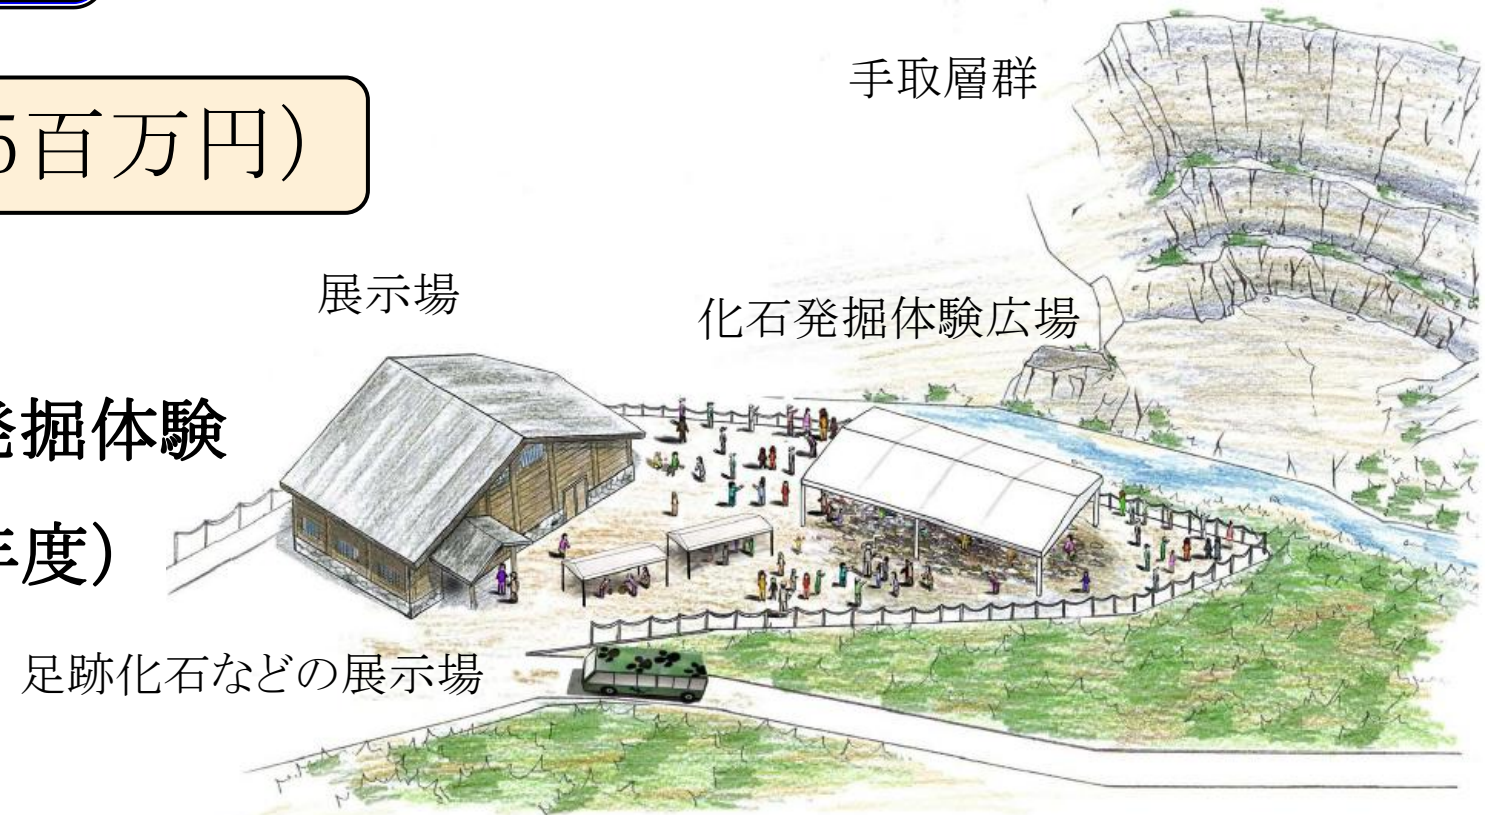 手取層群
5百万円）
展示場
化石発掘体験広場
発掘体験
年度）
足跡化石などの展示場